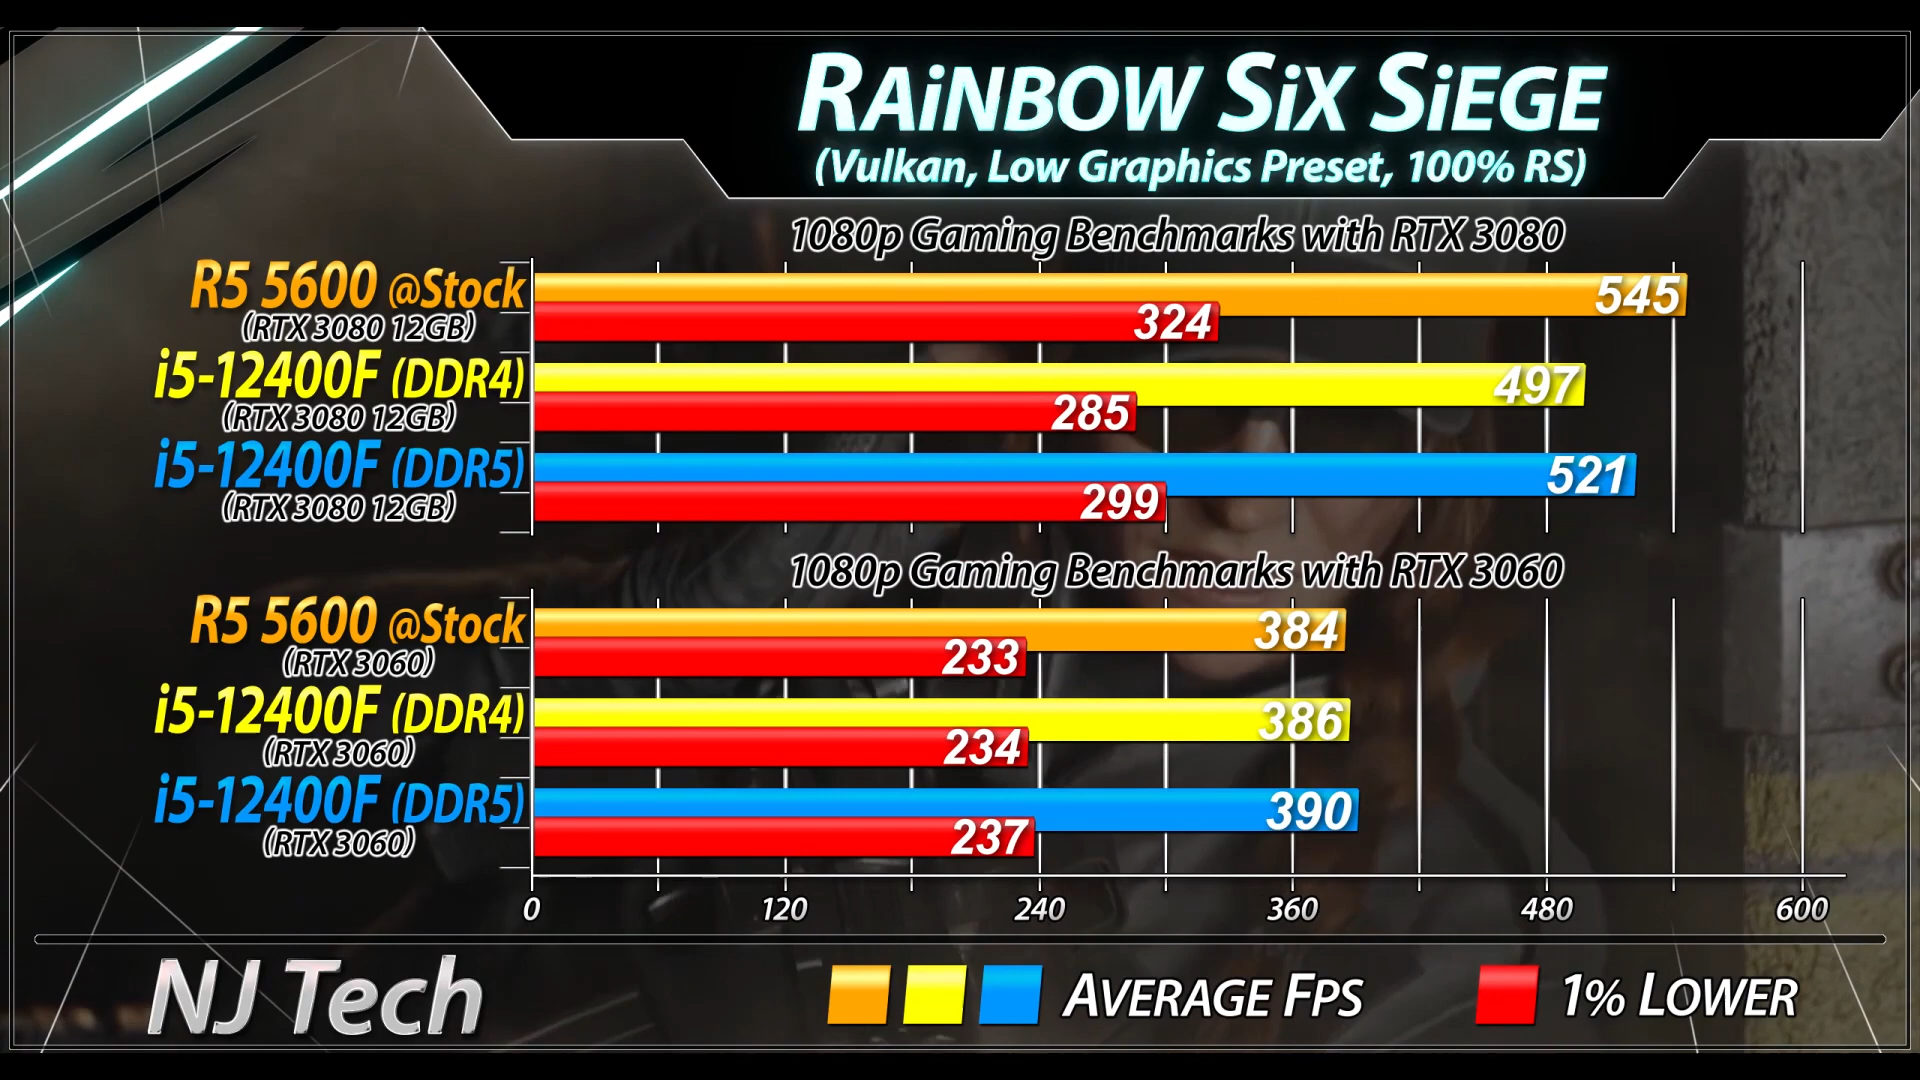 RAiNBOW SiX SiEGE
(Vulkan, Low Graphics Preset, 100% RS)
1080p Gaming Benchmarks with RTX 3080
R5 5600 @Stock
(RTX 3080 12GB)
545
324
i5-12400F (DDR4)
(RTX 3080 12GB)
497
285
i5-12400F (DDR5)
(RTX 3080 12GB)
521
299
1080p Gaming Benchmarks with RTX 3060
R5 5600 @Stock
(RTX 3060)
384
233
i5-12400F (DDR4)
(RTX 3060)
386
234
i5-12400F (DDR5)
(RTX 3060)
390
237
0 120 240 360 480 600
NJ Tech
AVERAGE FPS
1% LOWER